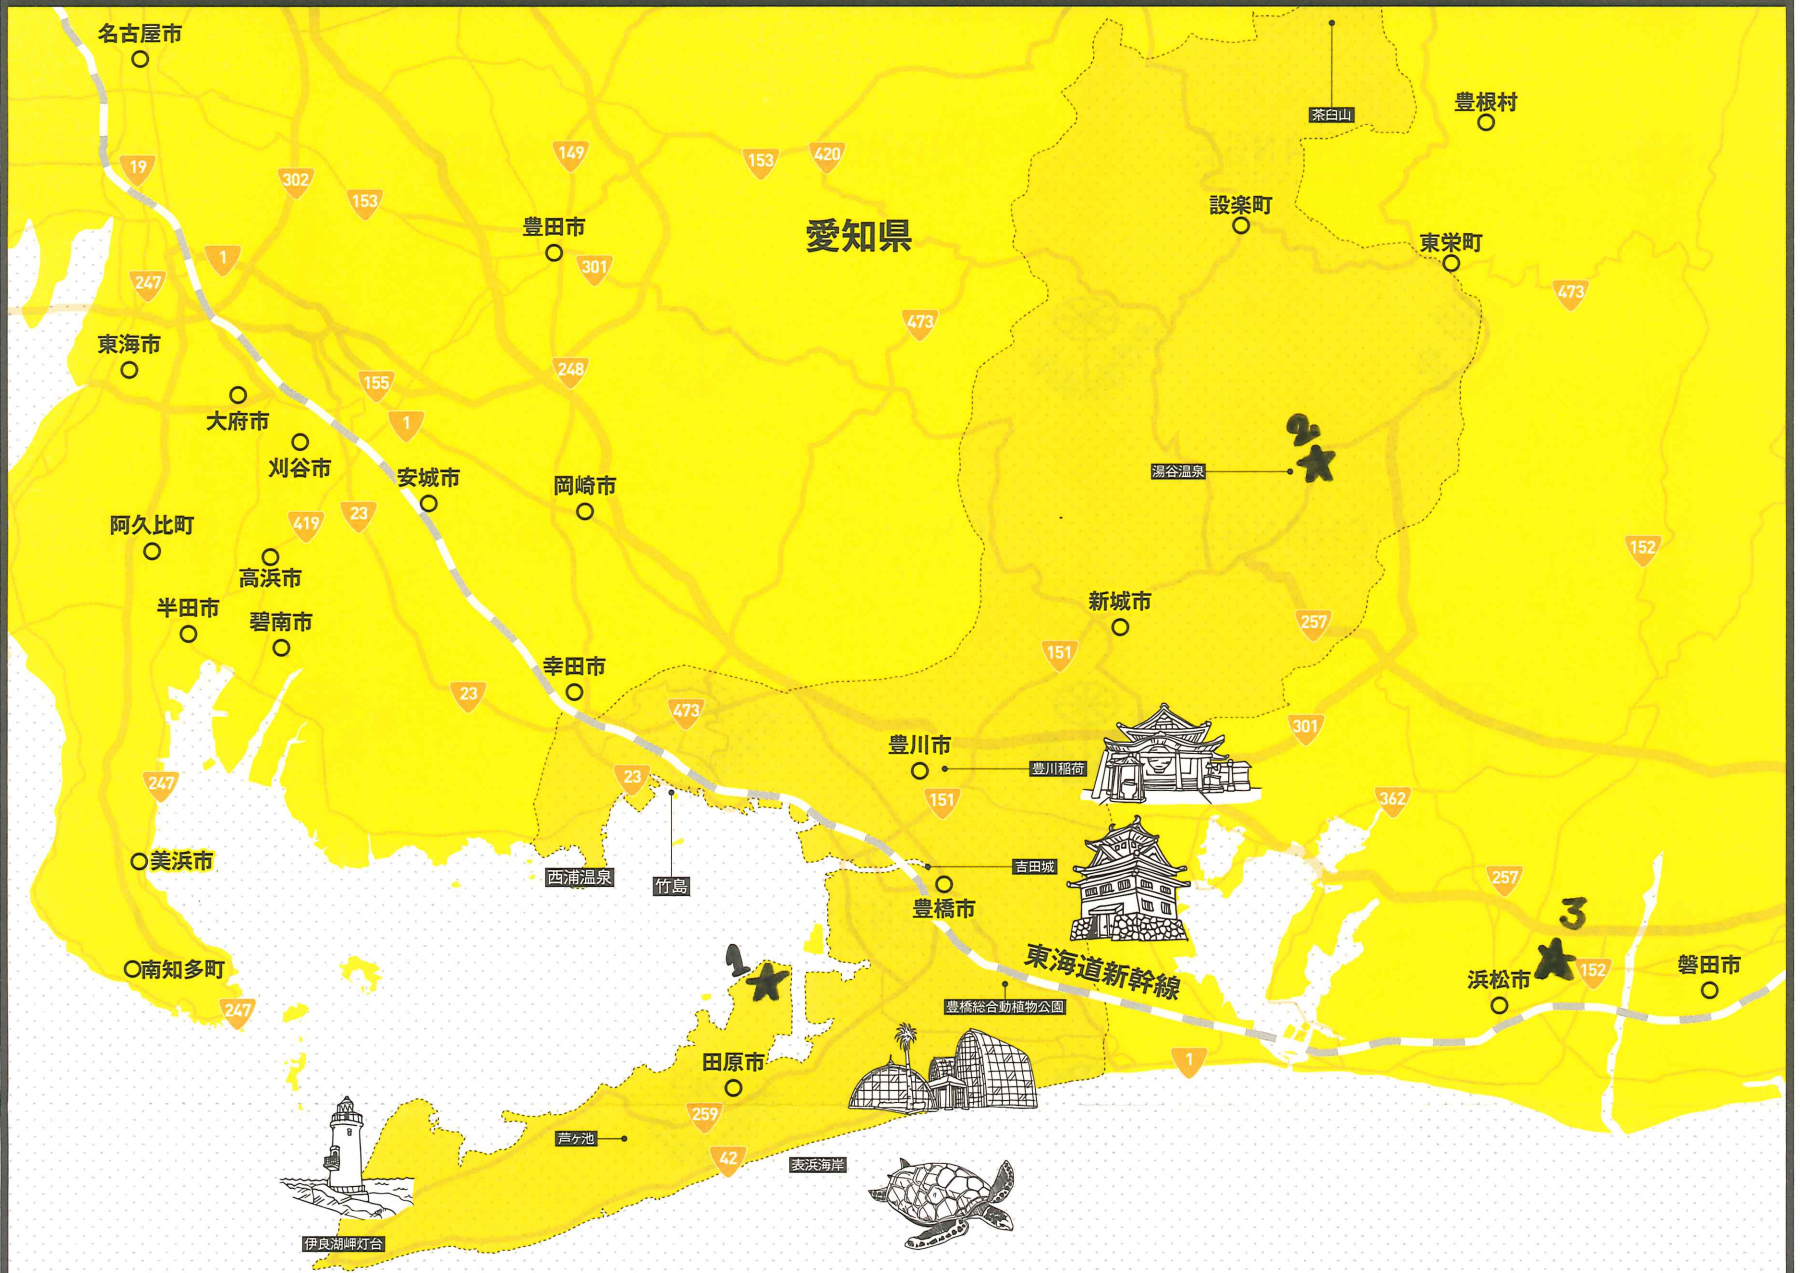 名古屋市
茶臼山
豊根村
19
302
153
149
153
420
設楽町
豊田市
愛知県
東栄町
1
247
301
473
473
東海市
155
248
大府市
1
刈谷市
安城市
岡崎市
2
湯谷温泉
阿久比町
419
23
152
高浜市
半田市
碧南市
新城市
257
151
幸田市
23
473
301
豊川市
豊川稲荷
247
23
151
362
美浜市
西浦温泉
竹島
吉田城
豊橋市
257
3
南知多町
1
東海道新幹線
浜松市
152
磐田市
247
豊橋総合動植物公園
田原市
1
259
芦ヶ池
42
表浜海岸
伊良湖岬灯台